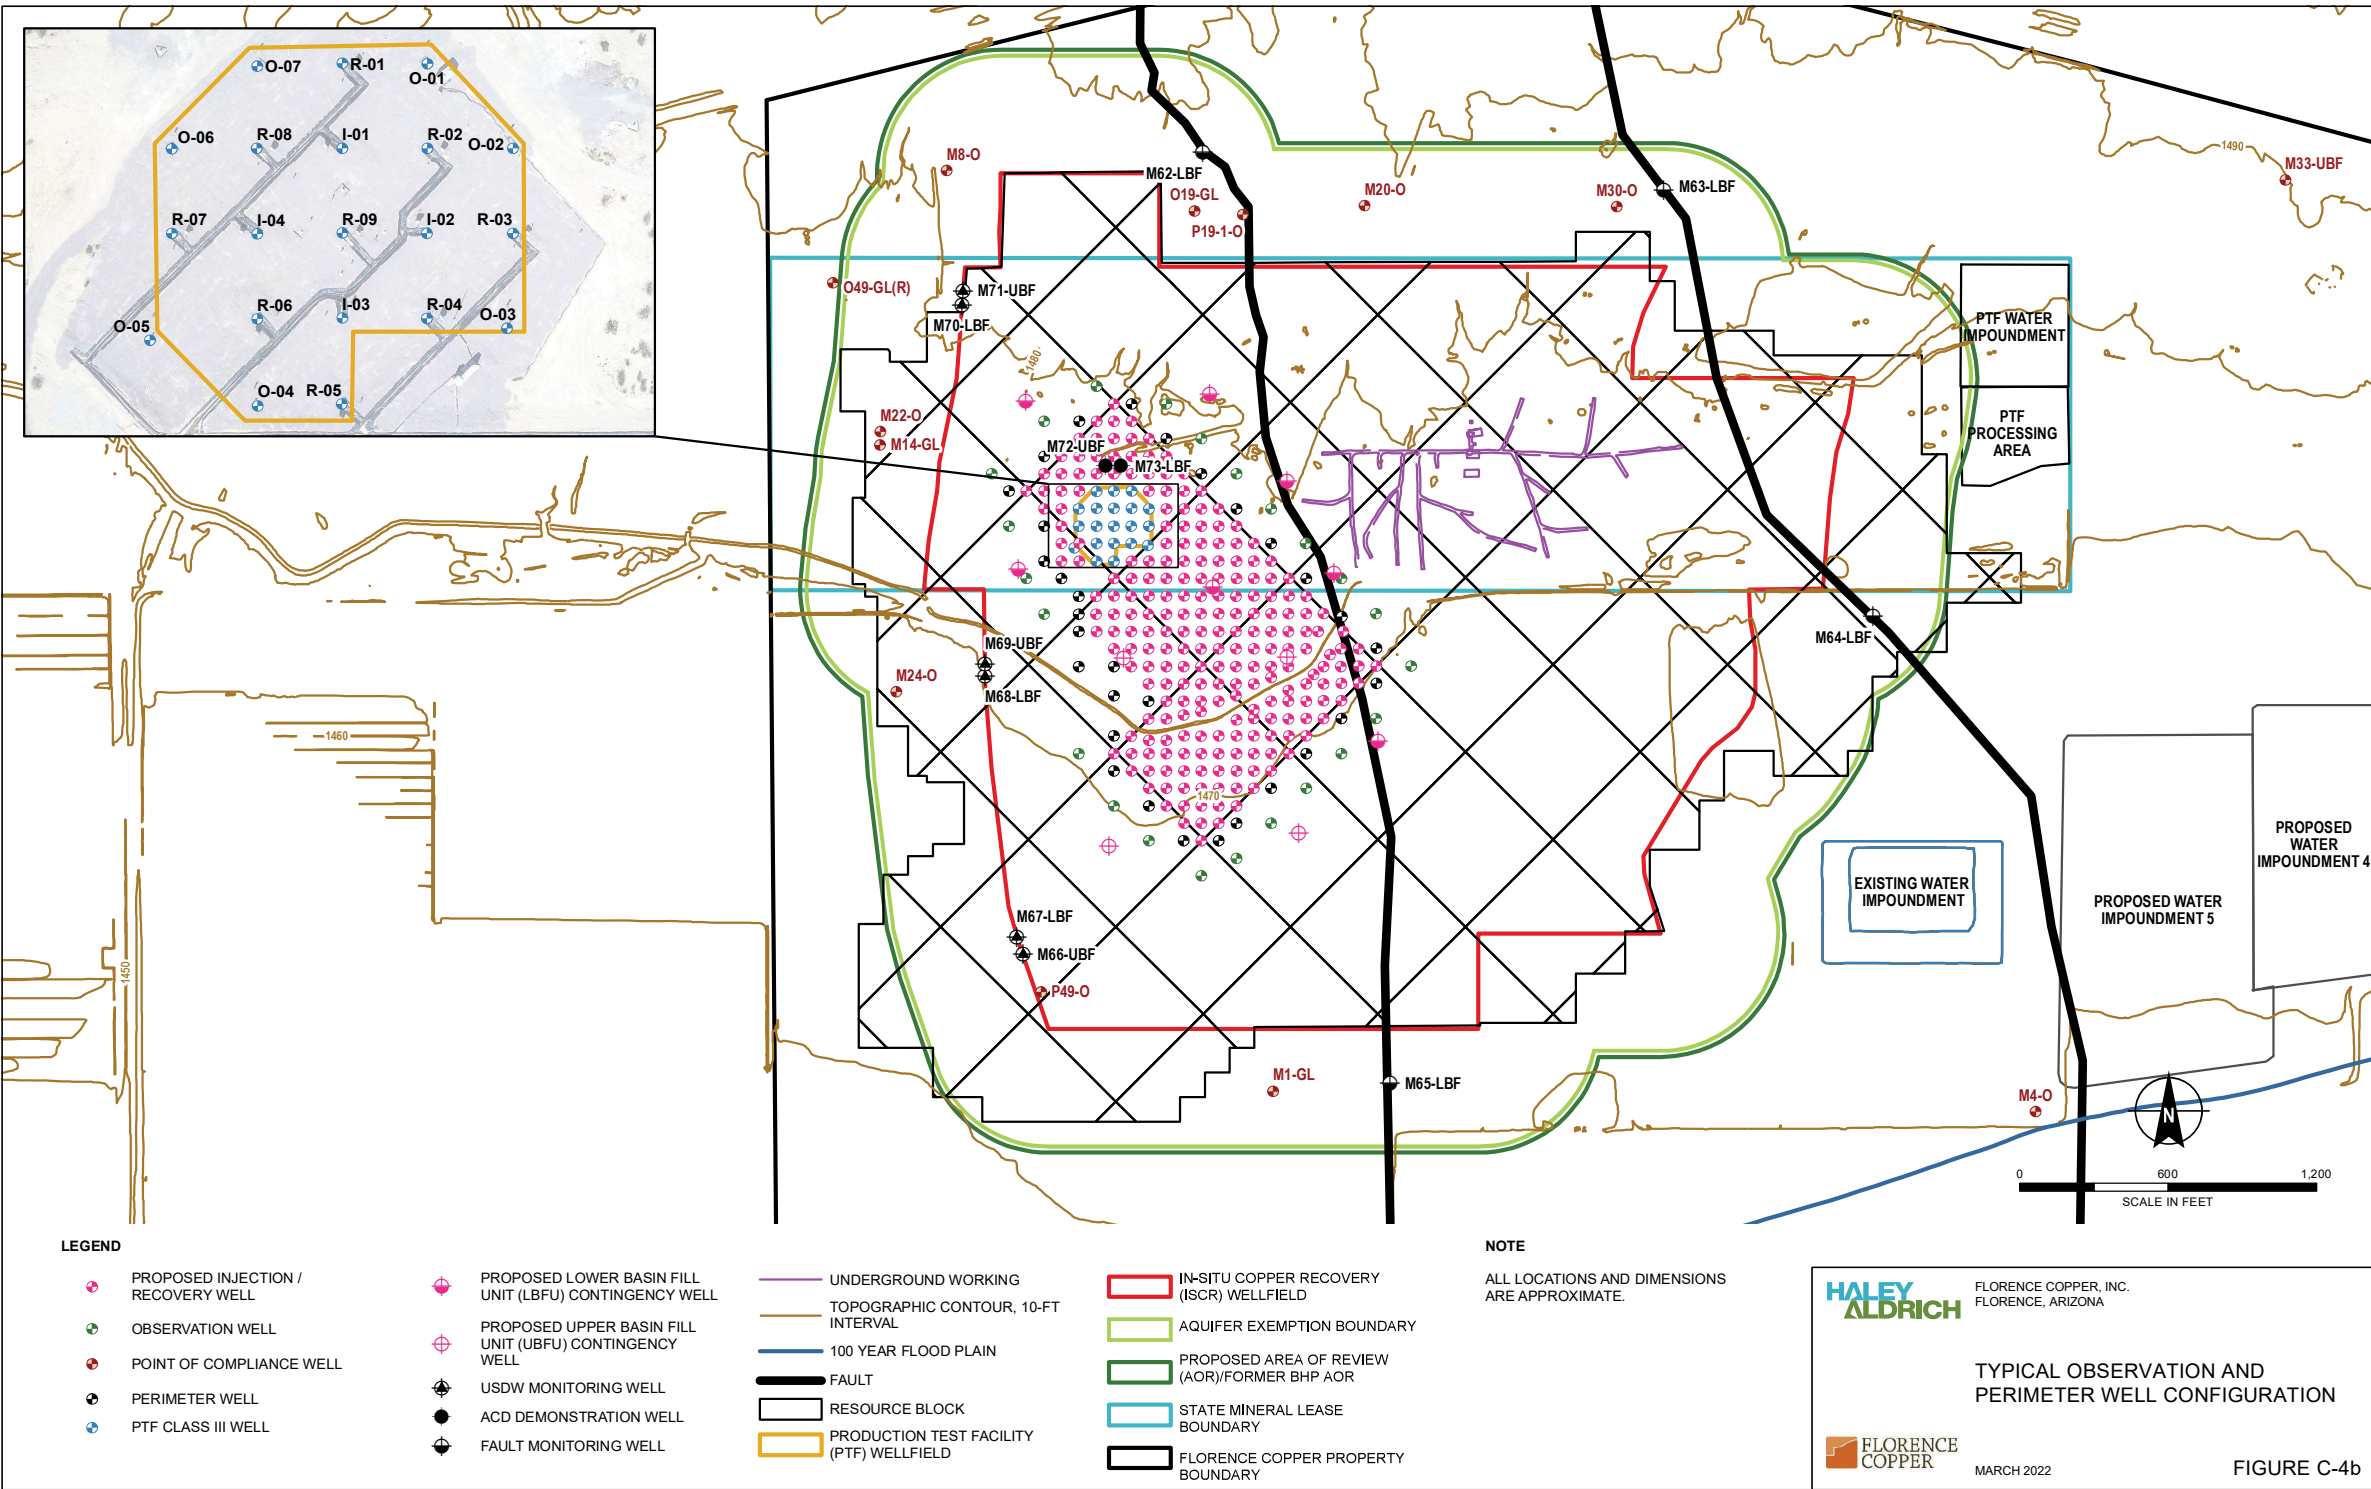 O-07
R-01
O-01
O-06
R-08
I-01
R-02
O-02
R-07
I-04
R-09
I-02
R-03
O-05
R-06
I-03
R-04
O-03
O-04
R-05
M8-O
M62-LBF
O19-GL
P19-1-O
M20-O
M30-O
M63-LBF
1490
M33-UBF
O49-GL(R)
M71-UBF
M70-LBF
1480
PTF WATER
IMPOUNDMENT
PTF
PROCESSING
AREA
M22-O
M14-GL
M72-UBF
M73-LBF
M69-UBF
M68-LBF
M24-O
M64-LBF
1460
1470
1450
M67-LBF
M66-UBF
P49-O
M1-GL
M65-LBF
EXISTING WATER
IMPOUNDMENT
PROPOSED WATER
IMPOUNDMENT 5
PROPOSED
WATER
IMPOUNDMENT 4
M4-O
N
0 600 1,200
SCALE IN FEET
LEGEND
PROPOSED INJECTION /
RECOVERY WELL
OBSERVATION WELL
POINT OF COMPLIANCE WELL
PERIMETER WELL
PTF CLASS III WELL
PROPOSED LOWER BASIN FILL
UNIT (LBFU) CONTINGENCY WELL
PROPOSED UPPER BASIN FILL
UNIT (UBFU) CONTINGENCY
WELL
USDW MONITORING WELL
ACD DEMONSTRATION WELL
FAULT MONITORING WELL
UNDERGROUND WORKING
TOPOGRAPHIC CONTOUR, 10-FT
INTERVAL
100 YEAR FLOOD PLAIN
FAULT
RESOURCE BLOCK
PRODUCTION TEST FACILITY
(PTF) WELLFIELD
IN-SITU COPPER RECOVERY
(ISCR) WELLFIELD
AQUIFER EXEMPTION BOUNDARY
PROPOSED AREA OF REVIEW
(AOR)/FORMER BHP AOR
STATE MINERAL LEASE
BOUNDARY
FLORENCE COPPER PROPERTY
BOUNDARY
NOTE
ALL LOCATIONS AND DIMENSIONS
ARE APPROXIMATE.
HALEY
ALDRICH
FLORENCE COPPER, INC.
FLORENCE, ARIZONA
TYPICAL OBSERVATION AND
PERIMETER WELL CONFIGURATION
FLORENCE
COPPER
MARCH 2022
FIGURE C-4b